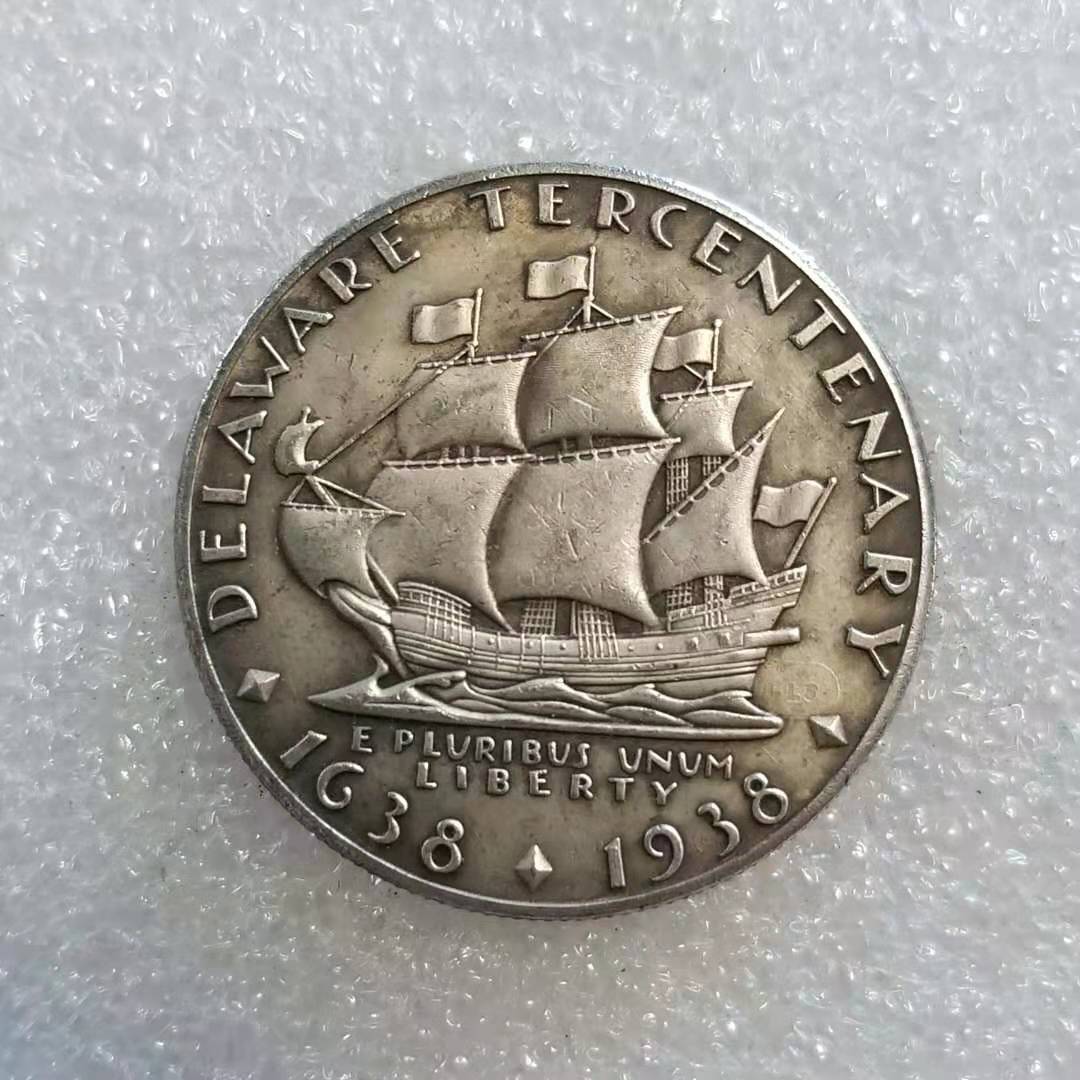 DELAWARE TERCENTENARY
E PLURIBUS UNUM
LIBERTY
1638 1938